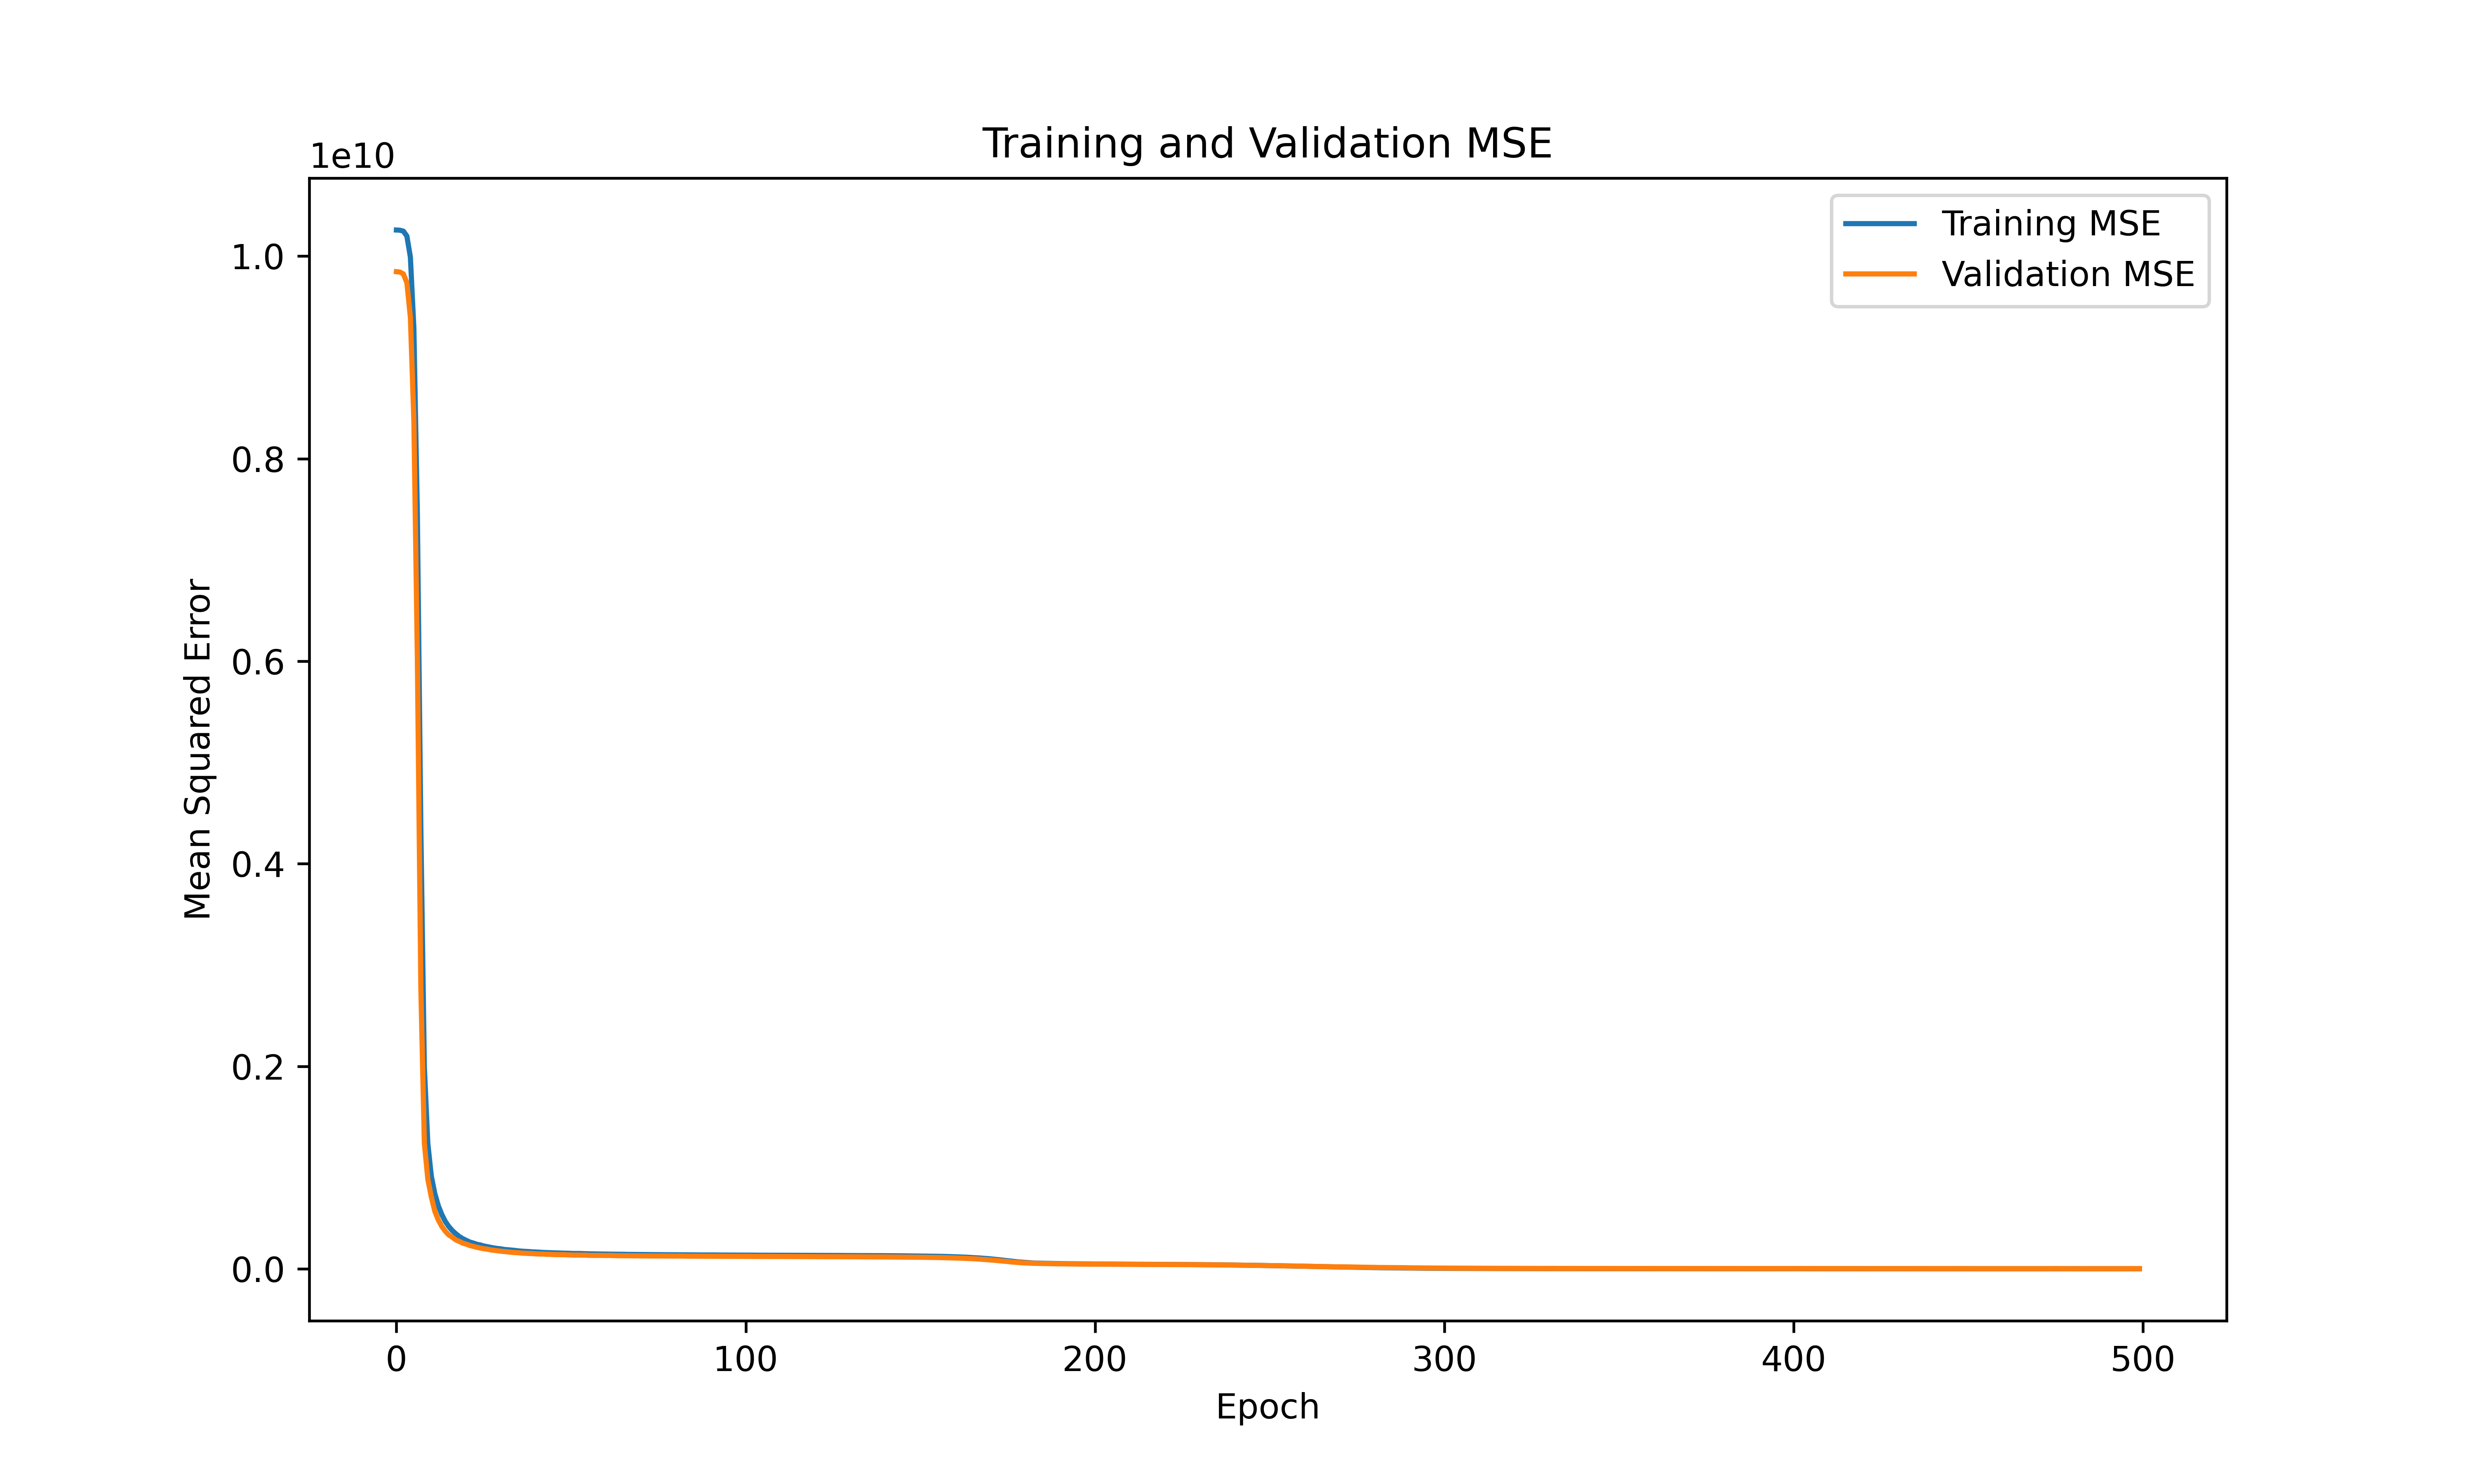 Training and Validation MSE
1e10
Training MSE
Validation MSE
1.0
0.8
0.6
0.4
0.2
0.0
Mean Squared Error
0 100 200 300 400 500
Epoch